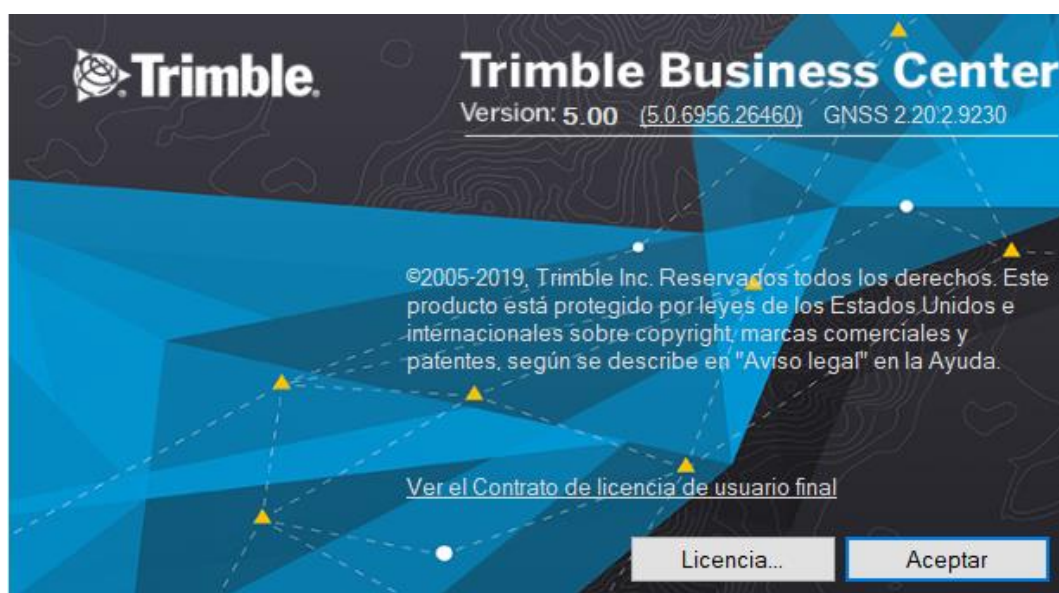 Trimble.
Trimble Business Center
Version: 5.00 (5.0.6956.26460) GNSS 2.20.2.9230
©2005-2019, Trimble Inc. Reservados todos los derechos. Este
producto está protegido por leyes de los Estados Unidos e
internacionales sobre copyright, marcas comerciales y
patentes, según se describe en "Aviso legal" en la Ayuda.
Ver el Contrato de licencia de usuario final
Licencia...
Aceptar